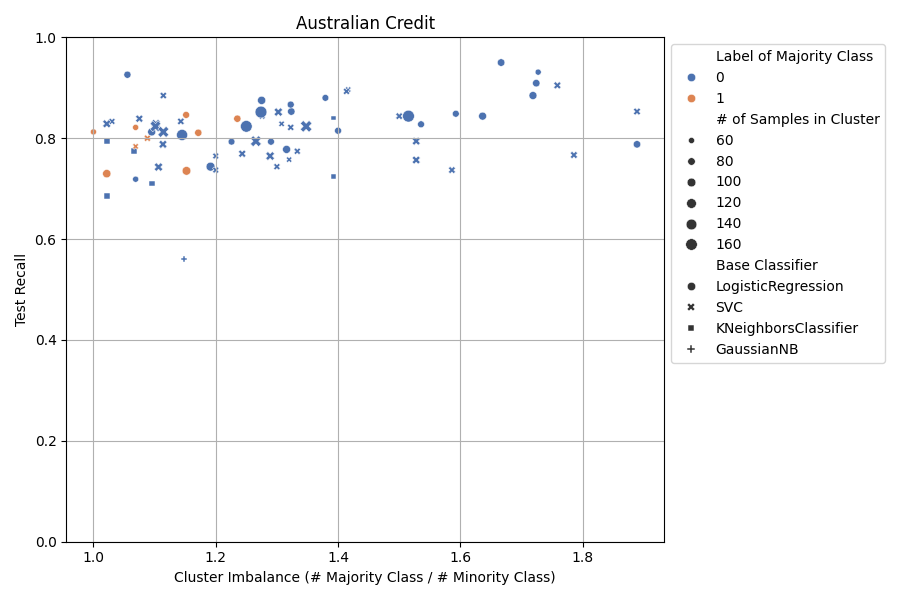 Australian Credit
Test Recall
1.0
0.8
0.6
0.4
0.2
0.0
1.0 1.2 1.4 1.6 1.8
Cluster Imbalance (# Majority Class / # Minority Class)
Label of Majority Class
0
1
# of Samples in Cluster
60
80
100
120
140
160
Base Classifier
LogisticRegression
SVC
KNeighborsClassifier
GaussianNB